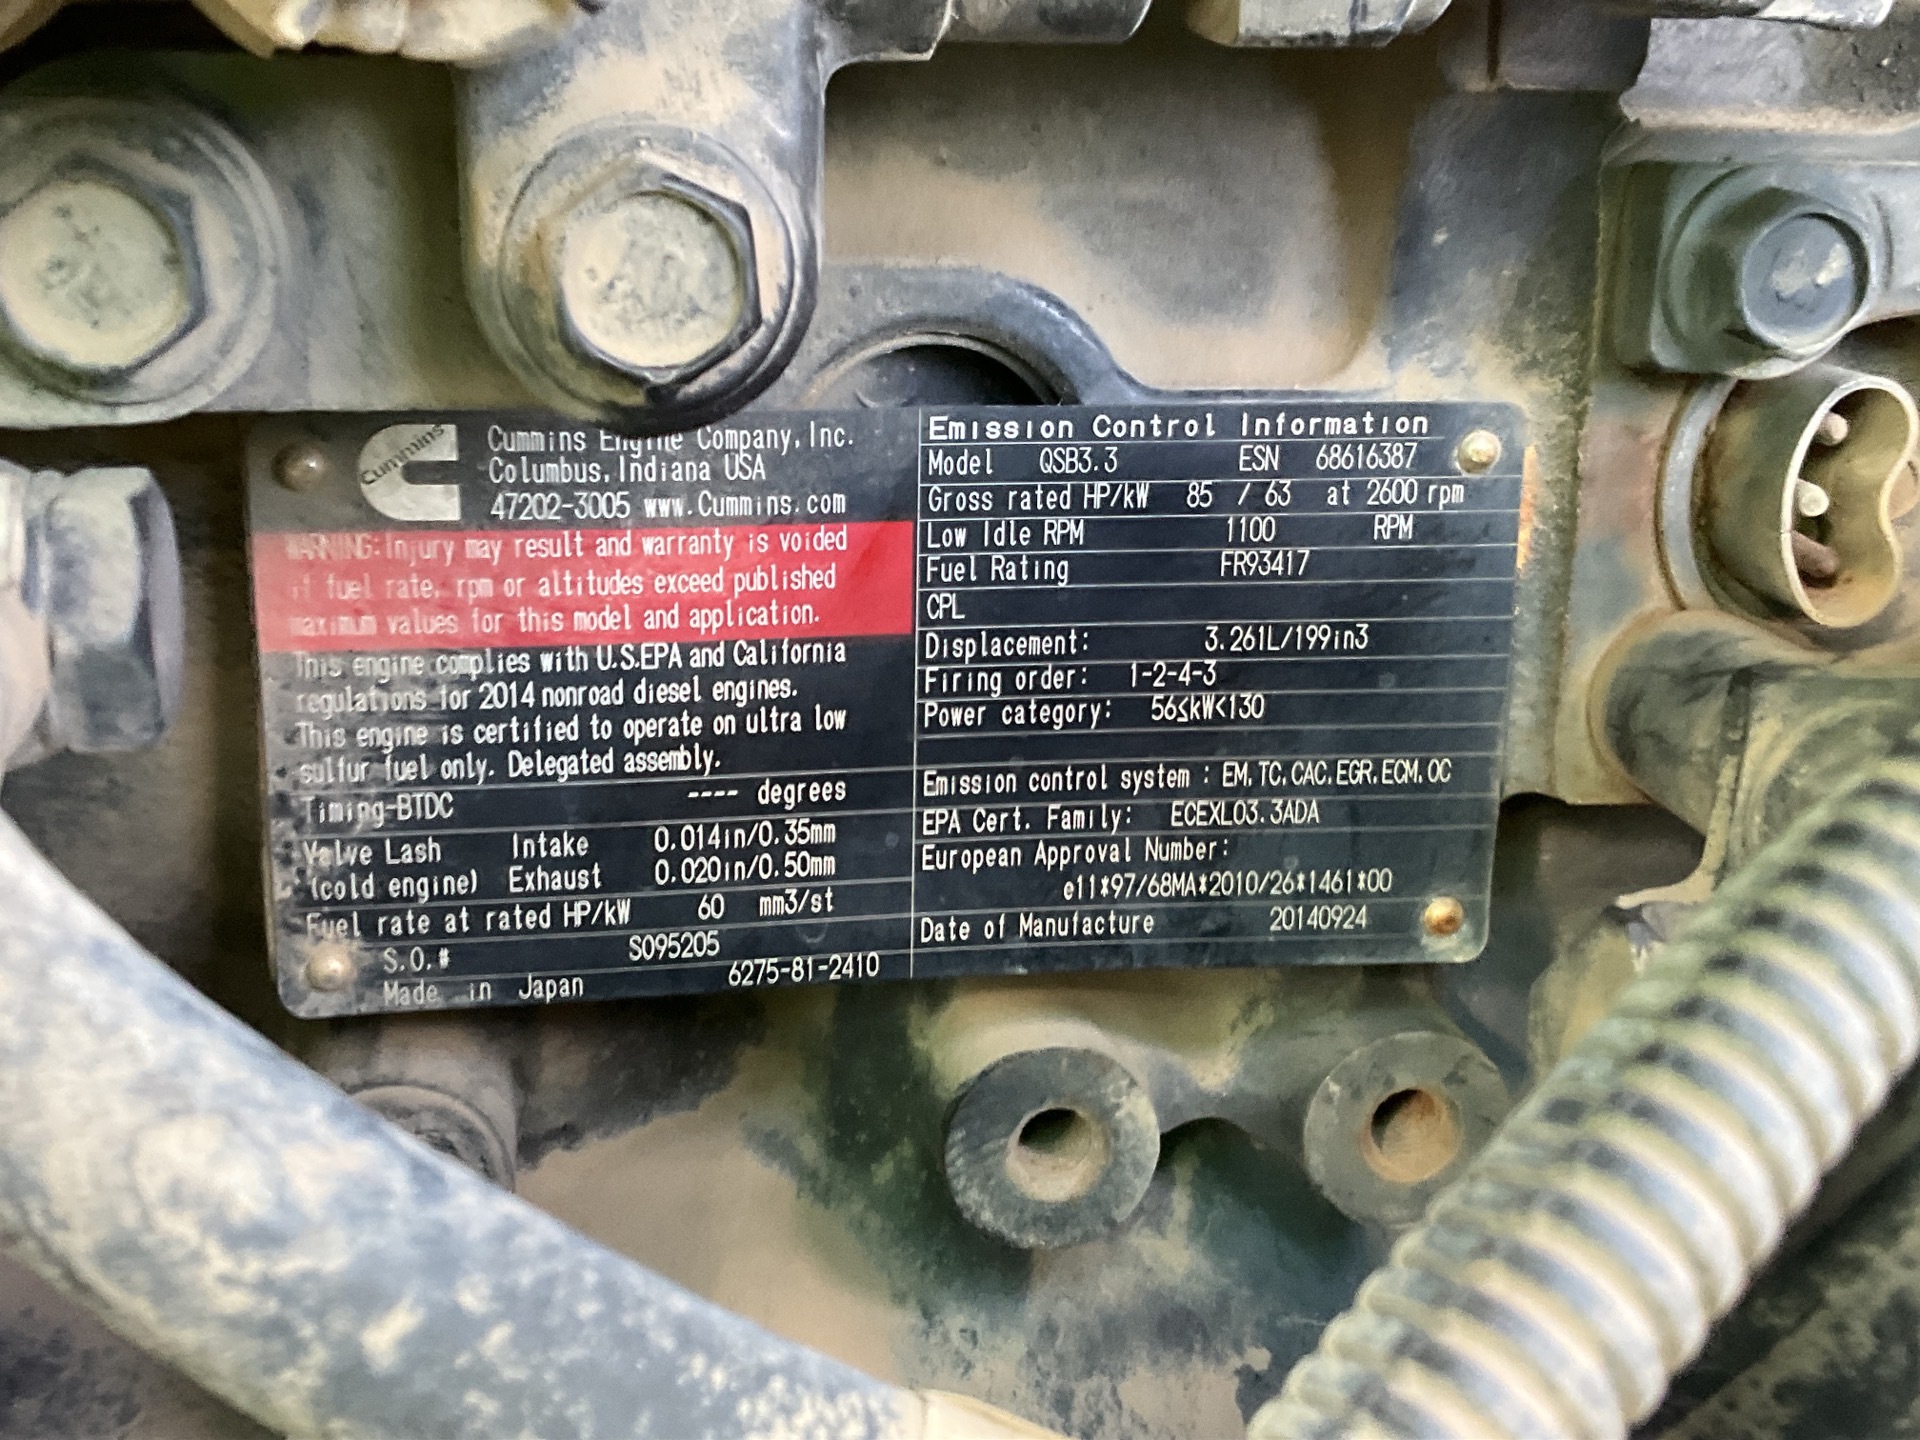 Cummins
Cummins Engine Company, Inc.
Columbus, Indiana USA
47202-3005 www.Cummins.com
WARNING: Injury may result and warranty is voided
if fuel rate, rpm or altitudes exceed published
maximum values for this model and application.
This engine complies with U.S.EPA and California
regulations for 2014 nonroad diesel engines.
This engine is certified to operate on ultra low
sulfur fuel only. Delegated assembly.
Timing-BTDC ---- degrees
Valve Lash Intake 0.014in/0.35mm
(cold engine) Exhaust 0.020in/0.50mm
Fuel rate at rated HP/kW 60 mm3/st
S.O.# SO95205
Made in Japan 6275-81-2410
Emission Control Information
Model QSB3.3 ESN 68616387
Gross rated HP/kW 85 / 63 at 2600 rpm
Low Idle RPM 1100 RPM
Fuel Rating FR93417
CPL
Displacement: 3.261L/199in3
Firing order: 1-2-4-3
Power category: 56≤kW<130
Emission control system : EM, TC, CAC, EGR, ECM, OC
EPA Cert. Family: ECEXL03.3ADA
European Approval Number:
e11*97/68MA*2010/26*1461*00
Date of Manufacture 20140924